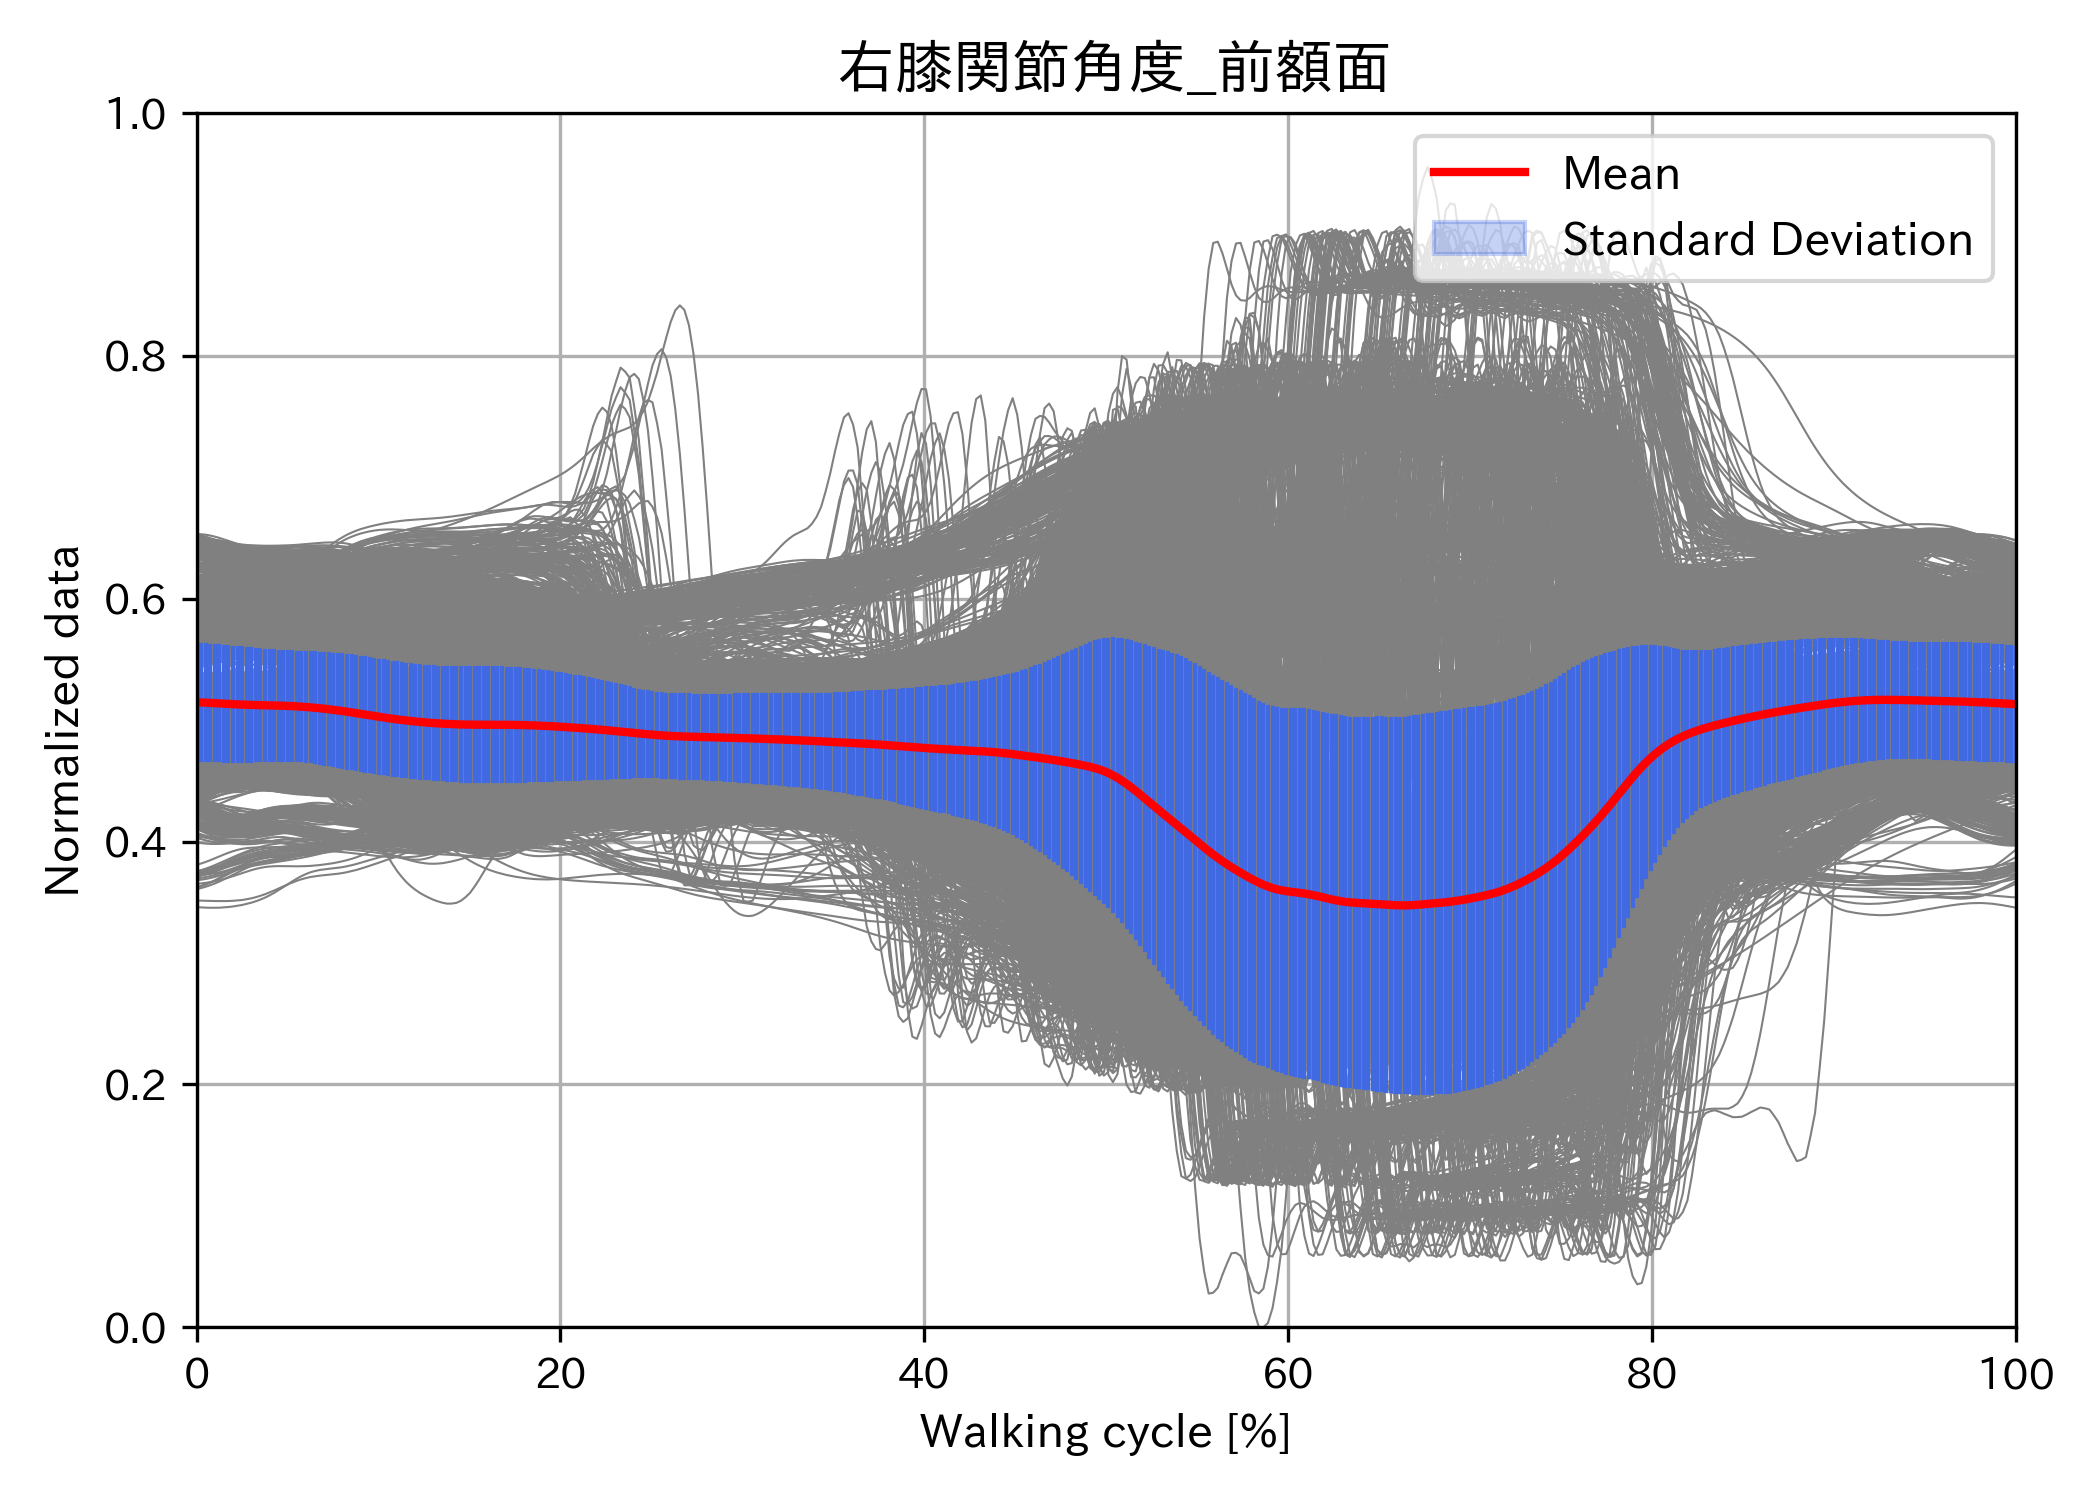 右膝関節角度_前額面
1.0
0.8
0.6
0.4
0.2
0.0
Normalized data
Mean
Standard Deviation
0 20 40 60 80 100
Walking cycle [%]